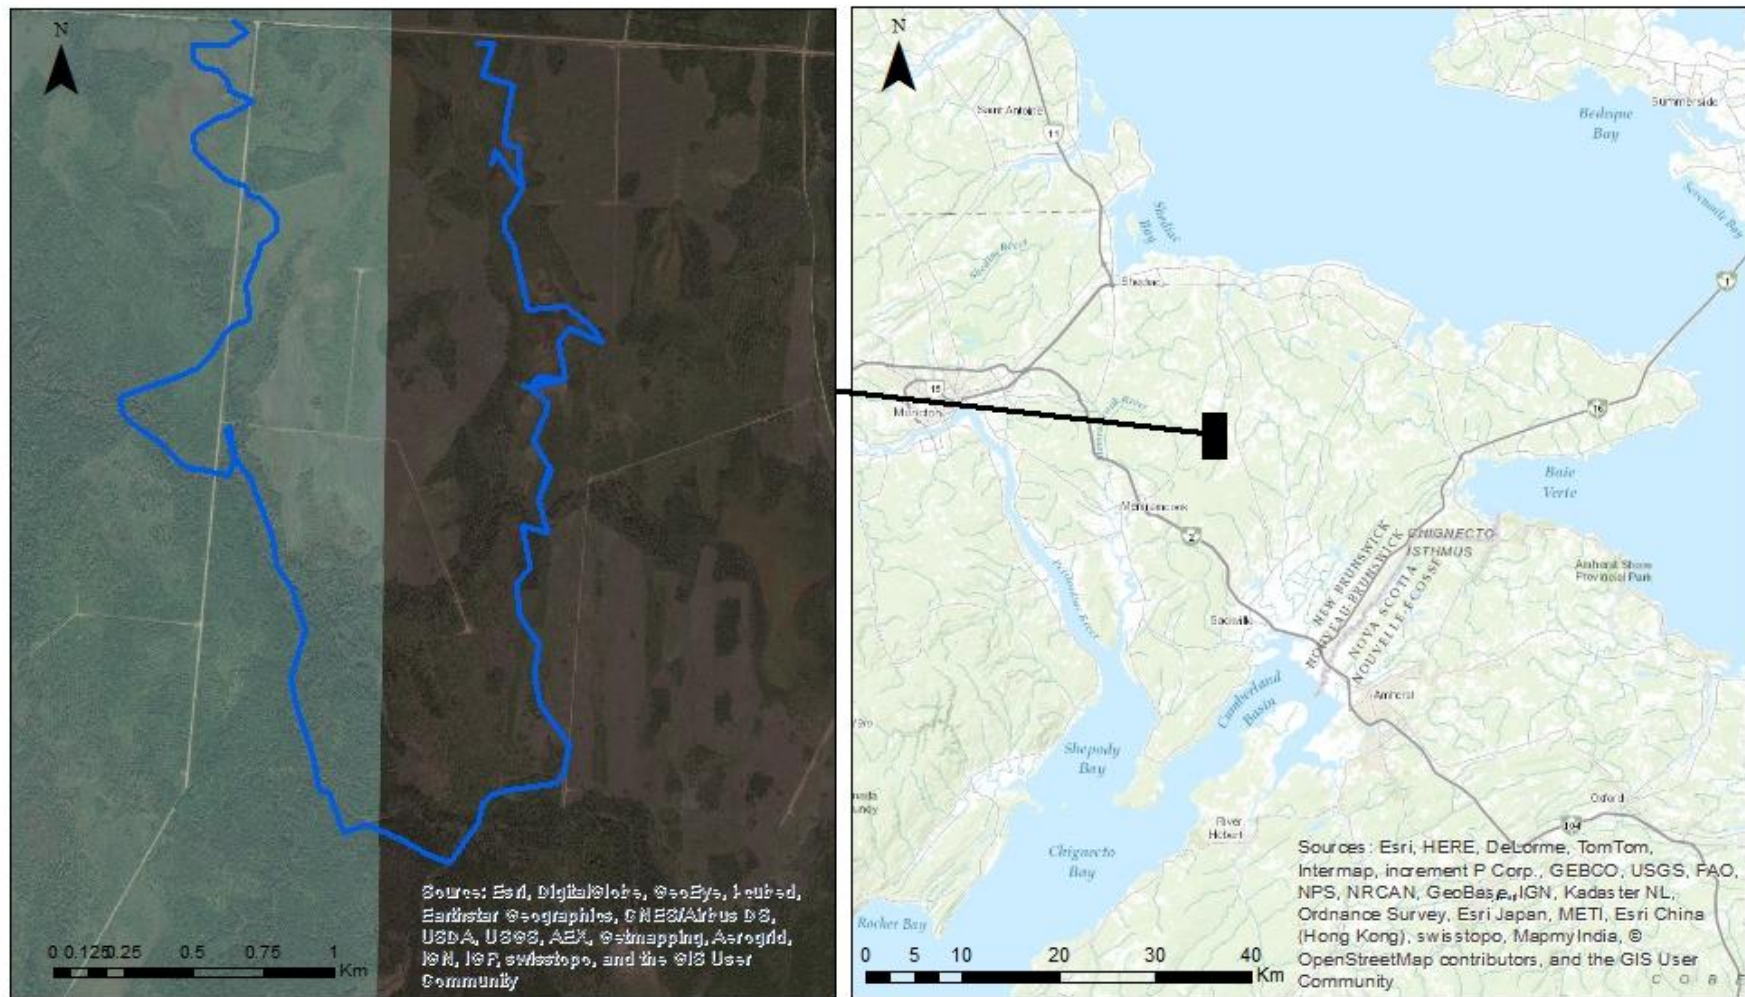 N
Source: Esri, DigitalGlobe, GeoEye, i-cubed,
Earthstar Geographics, CNES/Airbus DS,
USDA, USGS, AEX, Getmapping, Aerogrid,
IGN, IGP, swisstopo, and the GIS User
Community
0 0.125 0.25 0.5 0.75 1
Km
N
Saint Antoine
11
Summerside
Bedeque
Bay
Shediac
Bay
Shediac River
Shediac
1
15
Moncton
16
Baie
Verte
Memramcook
2
CHIGNECTO
ISTHMUS
NEW BRUNSWICK
NOUVEAU-BRUNSWICK
NOVA SCOTIA
NOUVELLE-ÉCOSSE
Amherst Shore
Provincial Park
Petitcodiac River
Sackville
Amherst
Cumberland
Basin
Shepody
Bay
River
Hebert
Oxford
104
Chignecto
Bay
Rocher Bay
Sources: Esri, HERE, DeLorme, TomTom,
Intermap, increment P Corp., GEBCO, USGS, FAO,
NPS, NRCAN, GeoBase, IGN, Kadaster NL,
Ordnance Survey, Esri Japan, METI, Esri China
(Hong Kong), swisstopo, MapmyIndia, ©
OpenStreetMap contributors, and the GIS User
Community
0 5 10 20 30 40
Km